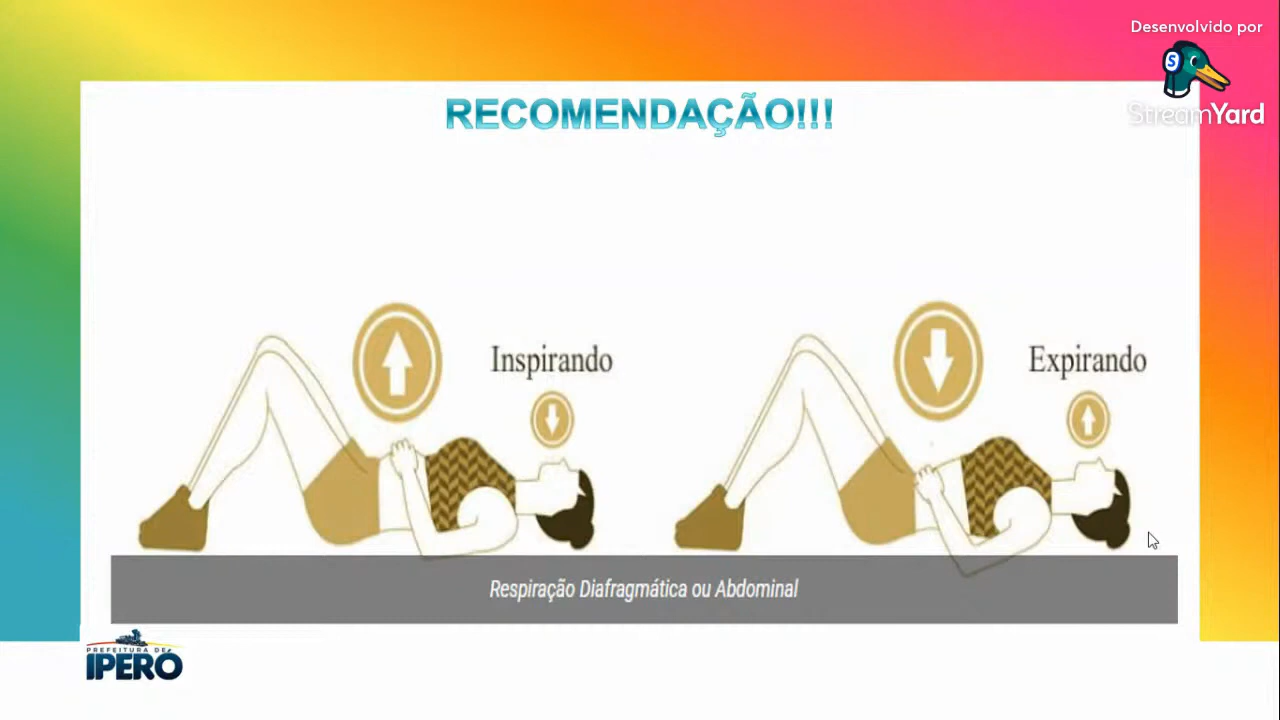 Desenvolvido por
StreamYard
RECOMENDAÇÃO!!!
Inspirando
Expirando
Respiração Diafragmática ou Abdominal
PREFEITURA DE
IPERÓ